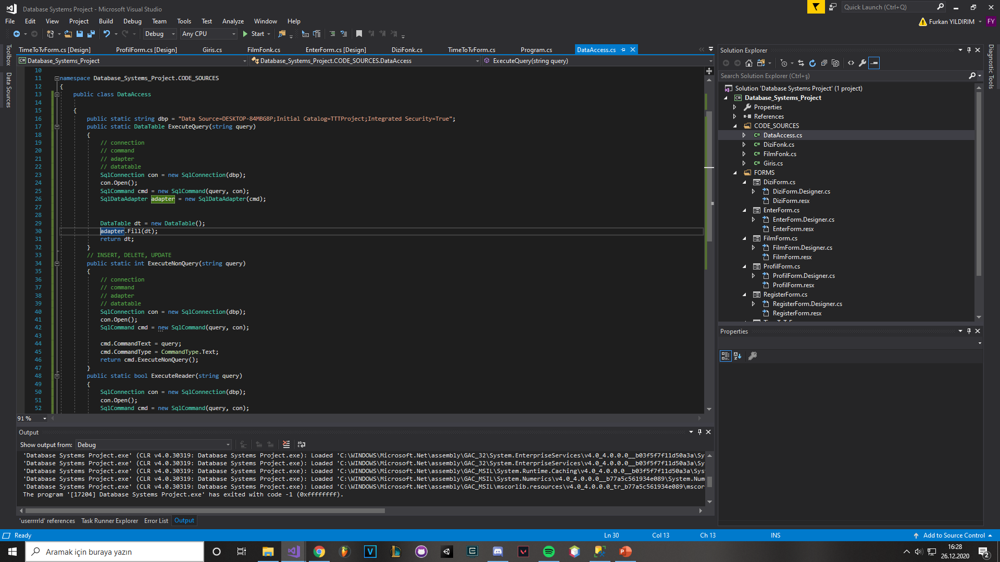 Database Systems Project - Microsoft Visual Studio
Quick Launch (Ctrl+Q)
File Edit View Project Build Debug Team Tools Test Analyze Window Help
Furkan YILDIRIM
FY
Debug
Any CPU
Start
Toolbox
Data Sources
TimeToTvForm.cs [Design] ProfilForm.cs [Design] Giris.cs FilmFonk.cs EnterForm.cs [Design] DiziFonk.cs TimeToTvForm.cs Program.cs DataAccess.cs
Database_Systems_Project
Database_Systems_Project.CODE_SOURCES.DataAccess
ExecuteQuery(string query)
10
11 namespace Database_Systems_Project.CODE_SOURCES
12 {
13 public class DataAccess
14
15 {
16 public static string dbp = "Data Source=DESKTOP-84MBG8P;Initial Catalog=TTTProject;Integrated Security=True";
17 public static DataTable ExecuteQuery(string query)
18 {
19 // connection
20 // command
21 // adapter
22 // datatable
23 SqlConnection con = new SqlConnection(dbp);
24 con.Open();
25 SqlCommand cmd = new SqlCommand(query, con);
26 SqlDataAdapter adapter = new SqlDataAdapter(cmd);
27
28
29 DataTable dt = new DataTable();
30 adapter.Fill(dt);
31 return dt;
32 }
33 // INSERT, DELETE, UPDATE
34 public static int ExecuteNonQuery(string query)
35 {
36 // connection
37 // command
38 // adapter
39 // datatable
40 SqlConnection con = new SqlConnection(dbp);
41 con.Open();
42 SqlCommand cmd = new SqlCommand(query, con);
43
44 cmd.CommandText = query;
45 cmd.CommandType = CommandType.Text;
46 return cmd.ExecuteNonQuery();
47 }
48 public static bool ExecuteReader(string query)
49 {
50 SqlConnection con = new SqlConnection(dbp);
51 con.Open();
52 SqlCommand cmd = new SqlCommand(query, con);
91 %
Output
Show output from: Debug
'Database Systems Project.exe' (CLR v4.0.30319: Database Systems Project.exe): Loaded 'C:\WINDOWS\Microsoft.Net\assembly\GAC_32\System.EnterpriseServices\v4.0_4.0.0.0__b03f5f7f11d50a3a\Sy
'Database Systems Project.exe' (CLR v4.0.30319: Database Systems Project.exe): Loaded 'C:\WINDOWS\Microsoft.Net\assembly\GAC_32\System.EnterpriseServices\v4.0_4.0.0.0__b03f5f7f11d50a3a\Sy
'Database Systems Project.exe' (CLR v4.0.30319: Database Systems Project.exe): Loaded 'C:\WINDOWS\Microsoft.Net\assembly\GAC_MSIL\System.Runtime.Caching\v4.0_4.0.0.0__b03f5f7f11d50a3a\Sys
'Database Systems Project.exe' (CLR v4.0.30319: Database Systems Project.exe): Loaded 'C:\WINDOWS\Microsoft.Net\assembly\GAC_MSIL\System.Numerics\v4.0_4.0.0.0__b77a5c561934e089\System.Num
'Database Systems Project.exe' (CLR v4.0.30319: Database Systems Project.exe): Loaded 'C:\WINDOWS\Microsoft.Net\assembly\GAC_MSIL\mscorlib.resources\v4.0_4.0.0.0_tr_b77a5c561934e089\mscor
The program '[17204] Database Systems Project.exe' has exited with code -1 (0xffffffff).
'userrrrld' references Task Runner Explorer Error List Output
Solution Explorer
Search Solution Explorer (Ctrl+ş)
Solution 'Database Systems Project' (1 project)
Database_Systems_Project
Properties
References
CODE_SOURCES
DataAccess.cs
DiziFonk.cs
FilmFonk.cs
Giris.cs
FORMS
DiziForm.cs
DiziForm.Designer.cs
DiziForm.resx
EnterForm.cs
EnterForm.Designer.cs
EnterForm.resx
FilmForm.cs
FilmForm.Designer.cs
FilmForm.resx
ProfilForm.cs
ProfilForm.Designer.cs
ProfilForm.resx
RegisterForm.cs
RegisterForm.Designer.cs
RegisterForm.resx
Properties
Diagnostic Tools
Ready
Ln 30 Col 13 Ch 13 INS
Add to Source Control
Aramak için buraya yazın
16:28
26.12.2020
2